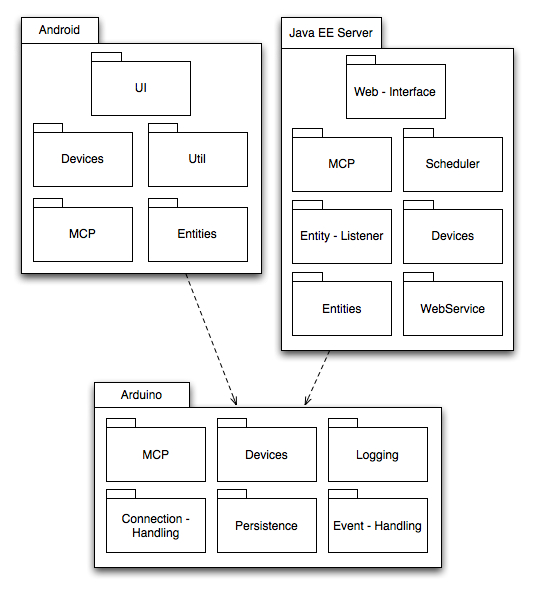 Android
UI
Devices
Util
MCP
Entities
Java EE Server
Web - Interface
MCP
Scheduler
Entity - Listener
Devices
Entities
WebService
Arduino
MCP
Devices
Logging
Connection -
Handling
Persistence
Event - Handling